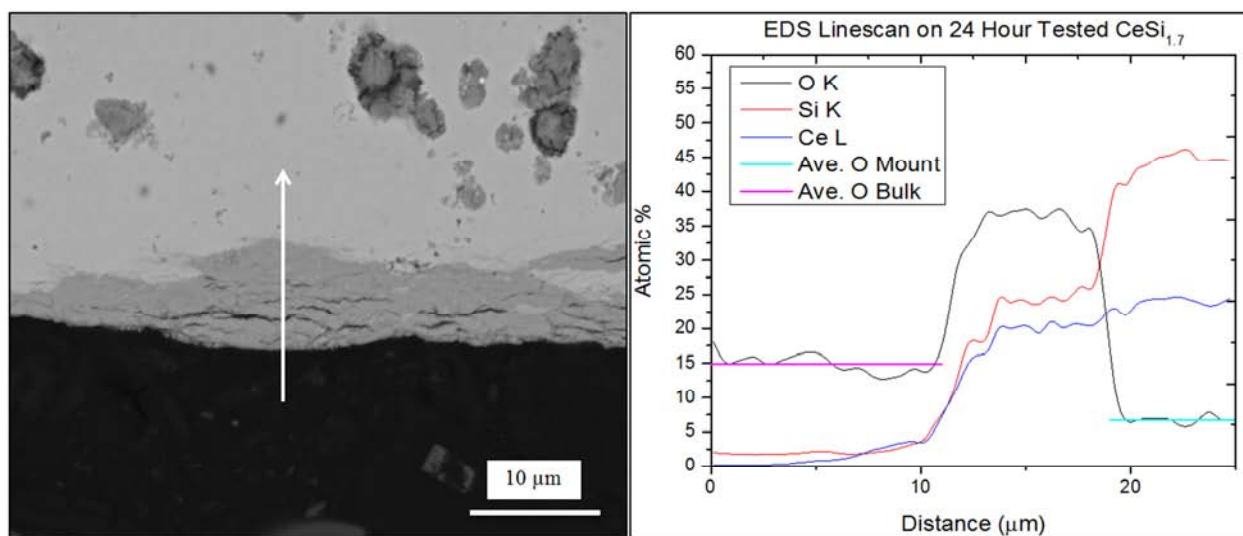 10 µm
EDS Linescan on 24 Hour Tested CeSi1.7
O K
Si K
Ce L
Ave. O Mount
Ave. O Bulk
Atomic %
60
55
50
45
40
35
30
25
20
15
10
5
0
0 10 20
Distance (µm)